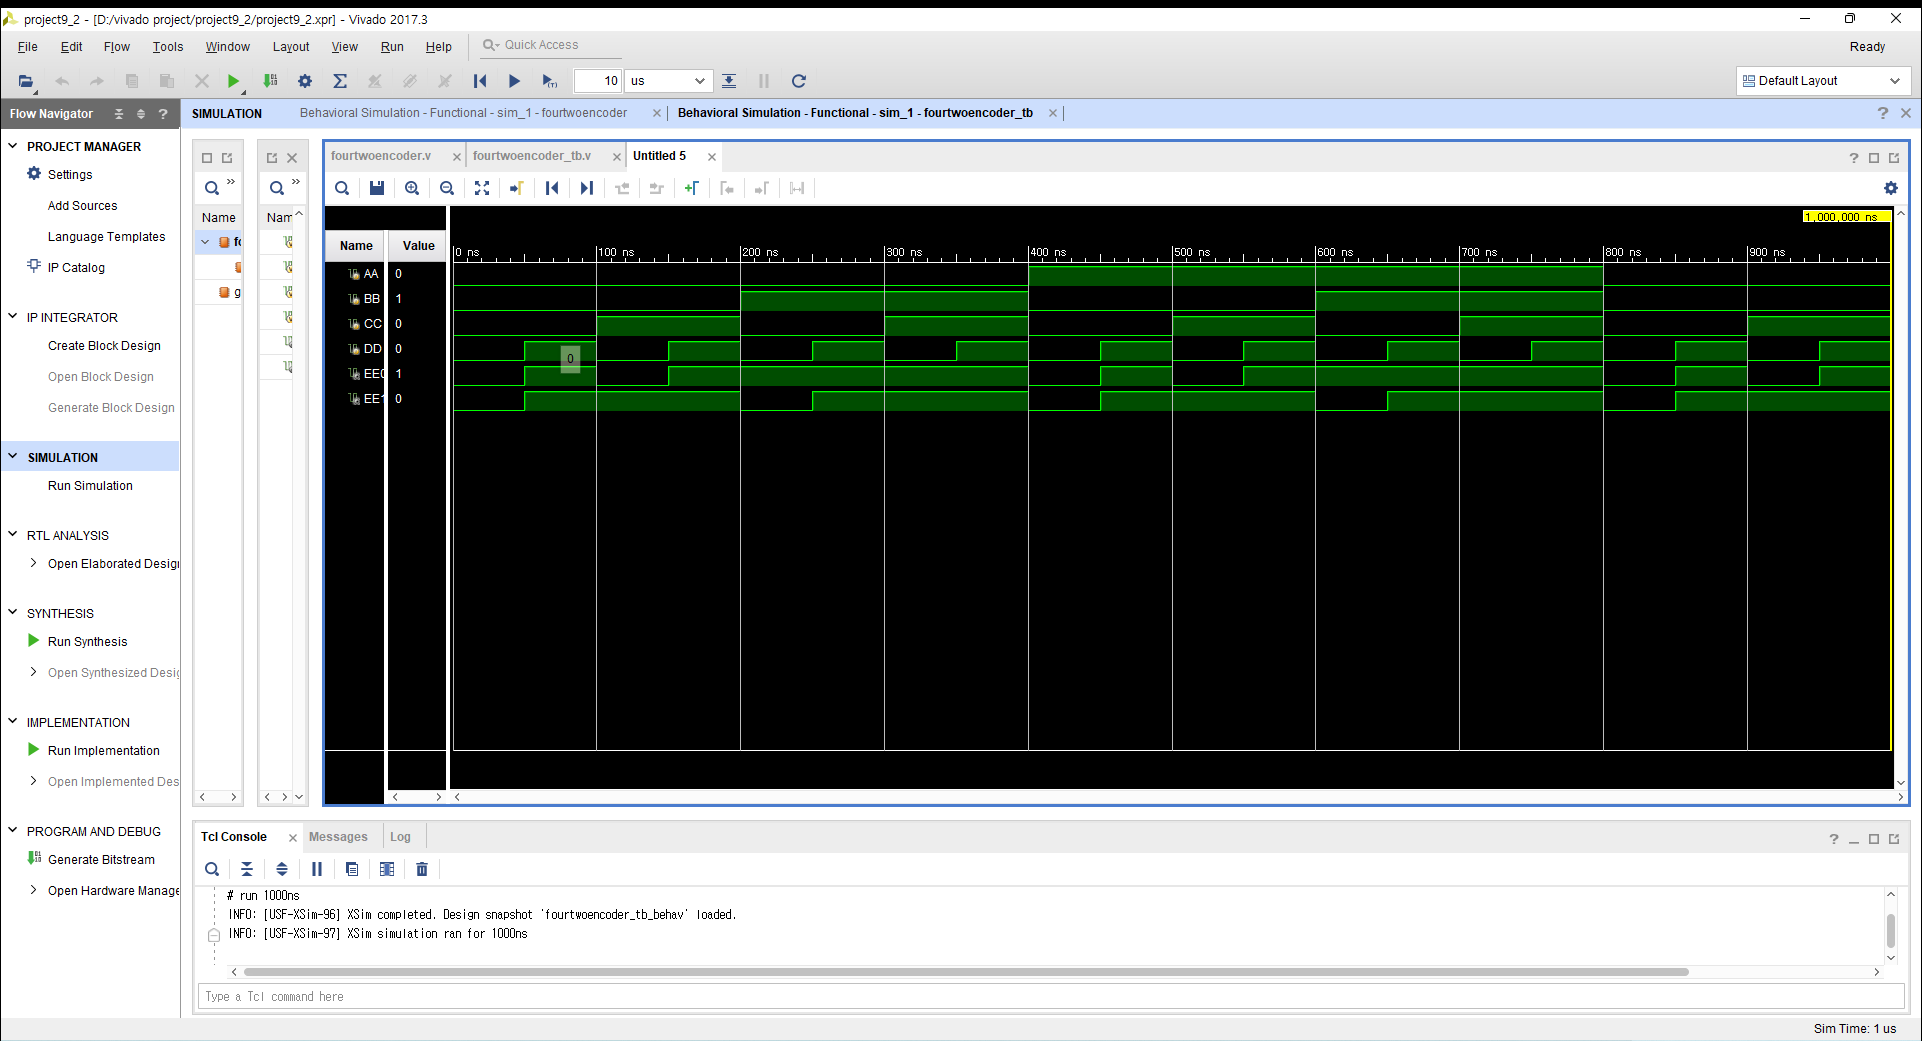 project9_2 - [D:/vivado project/project9_2/project9_2.xpr] - Vivado 2017.3
File Edit Flow Tools Window Layout View Run Help Quick Access Ready
10 us Default Layout
Flow Navigator
SIMULATION Behavioral Simulation - Functional - sim_1 - fourtwoencoder Behavioral Simulation - Functional - sim_1 - fourtwoencoder_tb
PROJECT MANAGER
Settings
Add Sources
Language Templates
IP Catalog
IP INTEGRATOR
Create Block Design
Open Block Design
Generate Block Design
SIMULATION
Run Simulation
RTL ANALYSIS
Open Elaborated Design
SYNTHESIS
Run Synthesis
Open Synthesized Desig
IMPLEMENTATION
Run Implementation
Open Implemented Des
PROGRAM AND DEBUG
Generate Bitstream
Open Hardware Manage
Name
fo
g
Nam
fourtwoencoder.v fourtwoencoder_tb.v Untitled 5
1,000,000 ns
Name Value
0 ns 100 ns 200 ns 300 ns 400 ns 500 ns 600 ns 700 ns 800 ns 900 ns
AA 0
BB 1
CC 0
DD 0
0
EE0 1
EE1 0
Tcl Console Messages Log
# run 1000ns
INFO: [USF-XSim-96] XSim completed. Design snapshot 'fourtwoencoder_tb_behav' loaded.
INFO: [USF-XSim-97] XSim simulation ran for 1000ns
Type a Tcl command here
Sim Time: 1 us